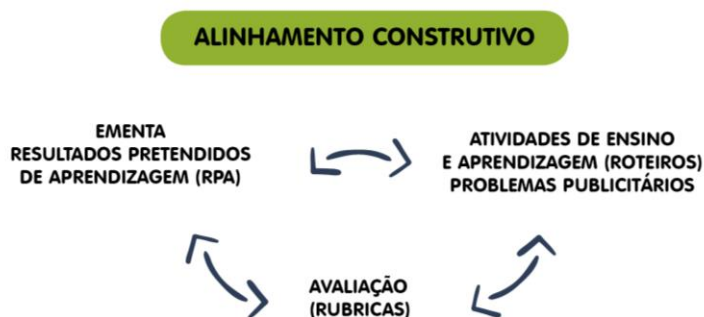 ALINHAMENTO CONSTRUTIVO
EMENTA
RESULTADOS PRETENDIDOS
DE APRENDIZAGEM (RPA)
ATIVIDADES DE ENSINO
E APRENDIZAGEM (ROTEIROS)
PROBLEMAS PUBLICITÁRIOS
AVALIAÇÃO
(RUBRICAS)